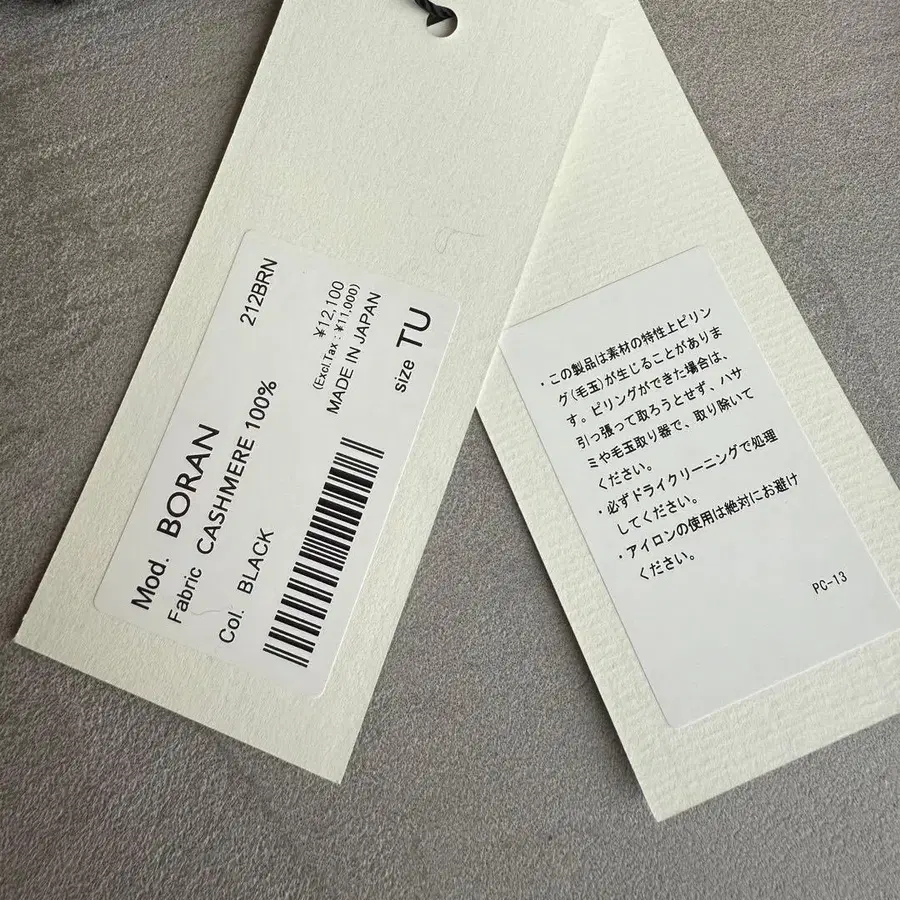 212BRN
Mod. BORAN
Fabric CASHMERE 100%
Col. BLACK
¥12,100
(Excl.Tax : ¥11,000)
MADE IN JAPAN
size TU
・この製品は素材の特性上ピリン
グ(毛玉)が生じることがありま
す。ピリングができた場合は、
引っ張って取ろうとせず、ハサ
ミや毛玉取り器で、取り除いて
ください。
・必ずドライクリーニングで処理
してください。
・アイロンの使用は絶対にお避け
ください。
PC-13